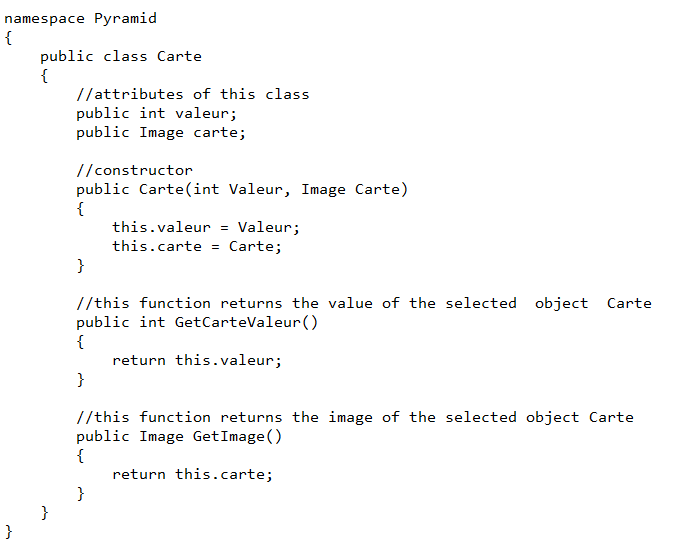 namespace Pyramid
{
    public class Carte
    {
        //attributes of this class
        public int valeur;
        public Image carte;

        //constructor
        public Carte(int Valeur, Image Carte)
        {
            this.valeur = Valeur;
            this.carte = Carte;
        }

        //this function returns the value of the selected  object  Carte
        public int GetCarteValeur()
        {
            return this.valeur;
        }

        //this function returns the image of the selected object Carte
        public Image GetImage()
        {
            return this.carte;
        }
    }
}